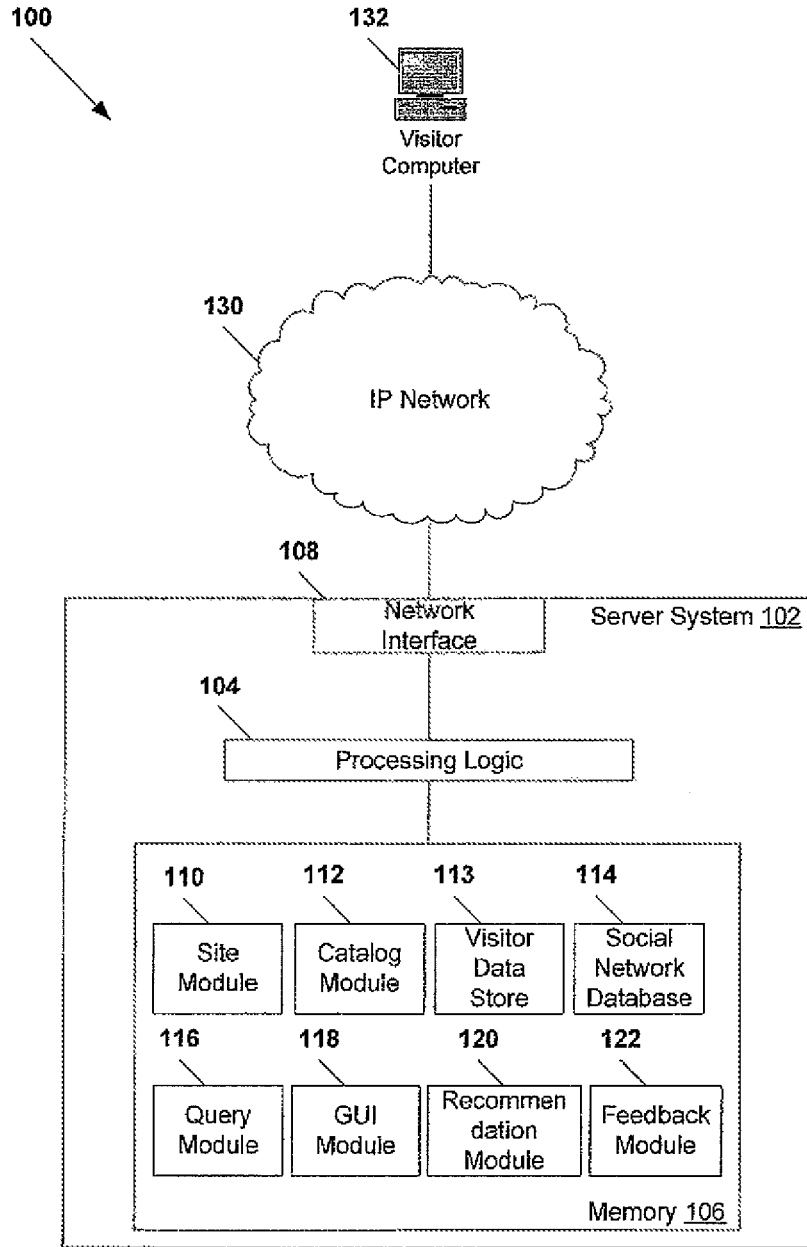 100
132
Visitor
Computer
130
IP Network
108
Network
Interface
Server System 102
104
Processing Logic
110
112
113
114
Site
Module
Catalog
Module
Visitor
Data
Store
Social
Network
Database
116
118
120
122
Query
Module
GUI
Module
Recommen
dation
Module
Feedback
Module
Memory 106